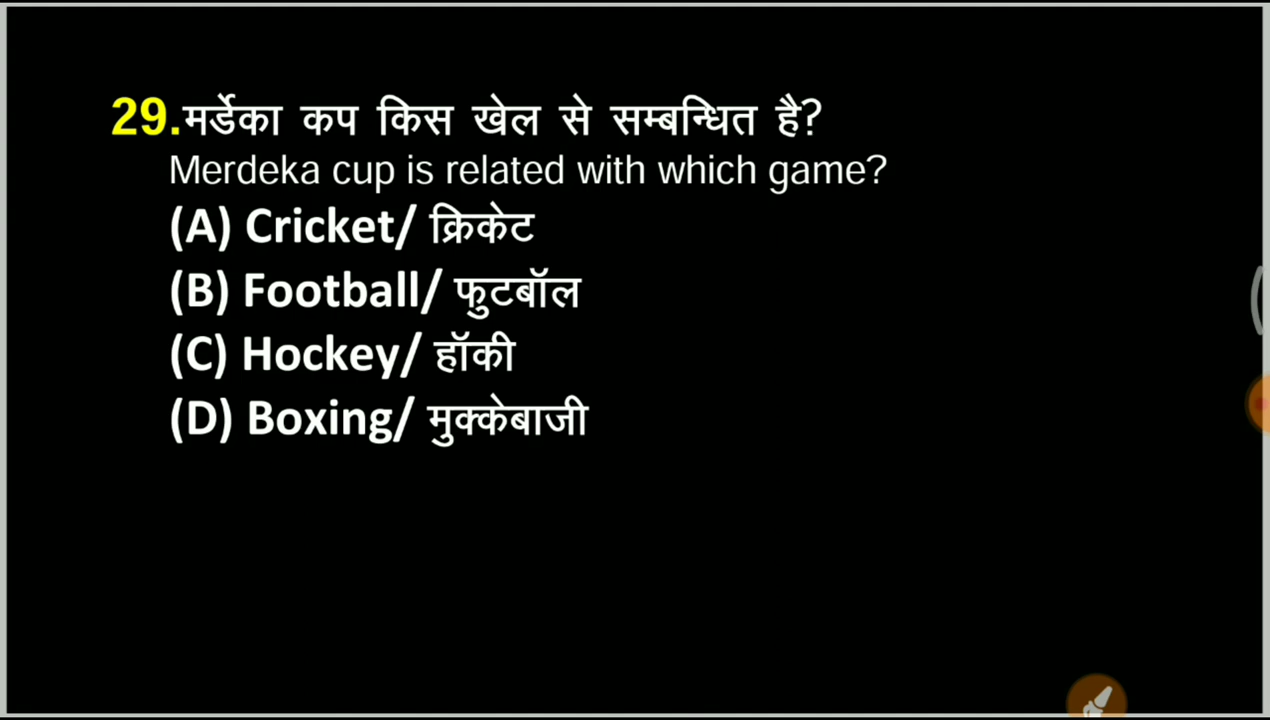 29.मर्डेका कप किस खेल से सम्बन्धित है?
Merdeka cup is related with which game?
(A) Cricket/ क्रिकेट
(B) Football/ फुटबॉल
(C) Hockey/ हॉकी
(D) Boxing/ मुक्केबाजी